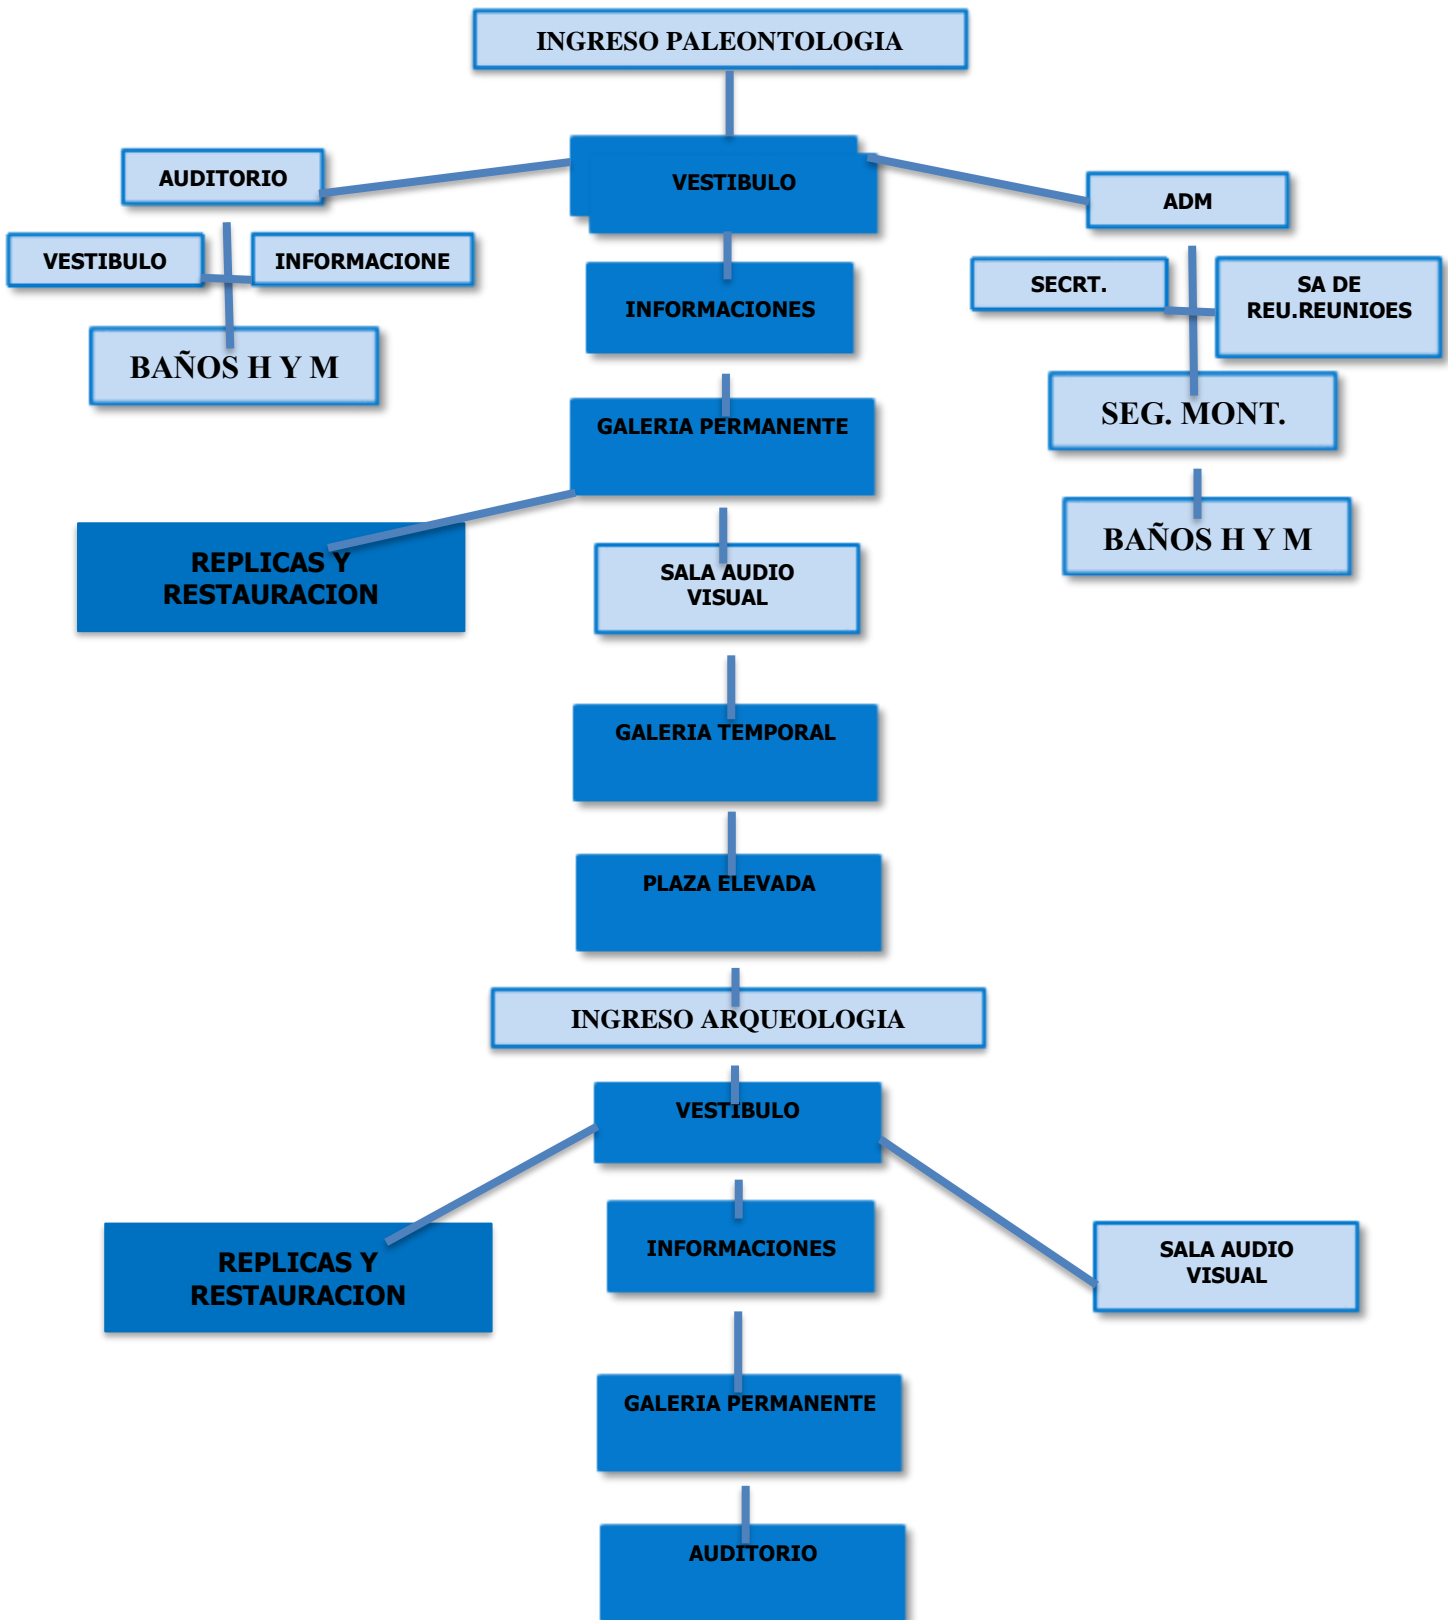 INGRESO PALEONTOLOGIA
AUDITORIO
VESTIBULO
ADM
VESTIBULO
INFORMACIONE
SECRT.
SA DE
REU.REUNIOES
INFORMACIONES
BAÑOS H Y M
SEG. MONT.
GALERIA PERMANENTE
BAÑOS H Y M
REPLICAS Y
RESTAURACION
SALA AUDIO
VISUAL
GALERIA TEMPORAL
PLAZA ELEVADA
INGRESO ARQUEOLOGIA
VESTIBULO
REPLICAS Y
RESTAURACION
INFORMACIONES
SALA AUDIO
VISUAL
GALERIA PERMANENTE
AUDITORIO